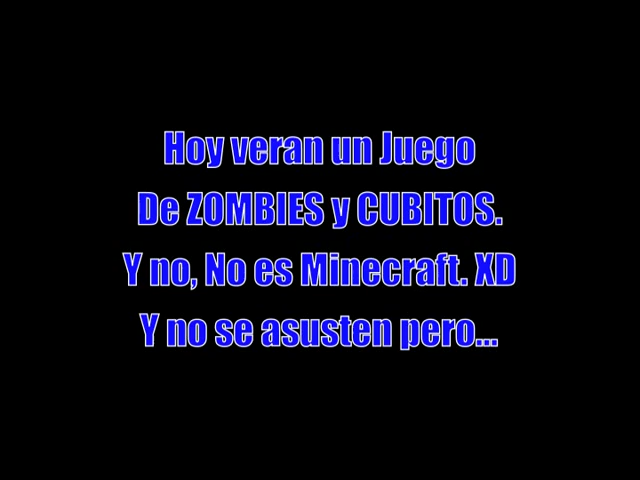 Hoy veran un Juego
De ZOMBIES y CUBITOS.
Y no, No es Minecraft. XD
Y no se asusten pero...